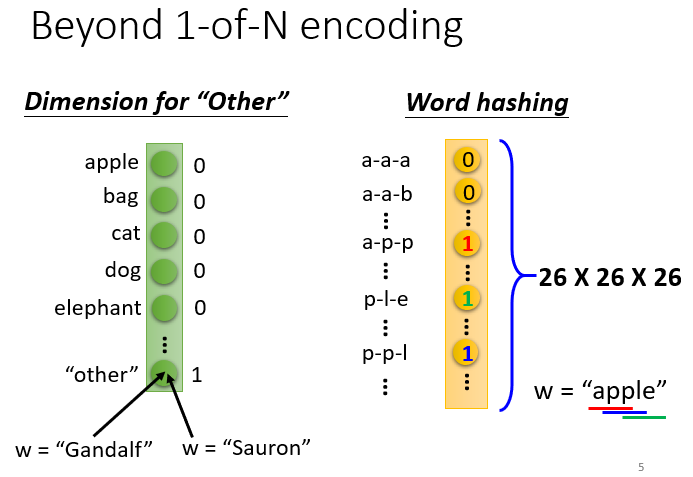 Beyond 1-of-N encoding
Dimension for “Other”
apple 0
bag 0
cat 0
dog 0
elephant 0
⋮
“other” 1
w = “Gandalf” w = “Sauron”
Word hashing
a-a-a 0
a-a-b 0
⋮ ⋮
a-p-p 1
⋮ ⋮
p-l-e 1
⋮ ⋮
p-p-l 1
⋮ ⋮
26 X 26 X 26
w = “apple”
5